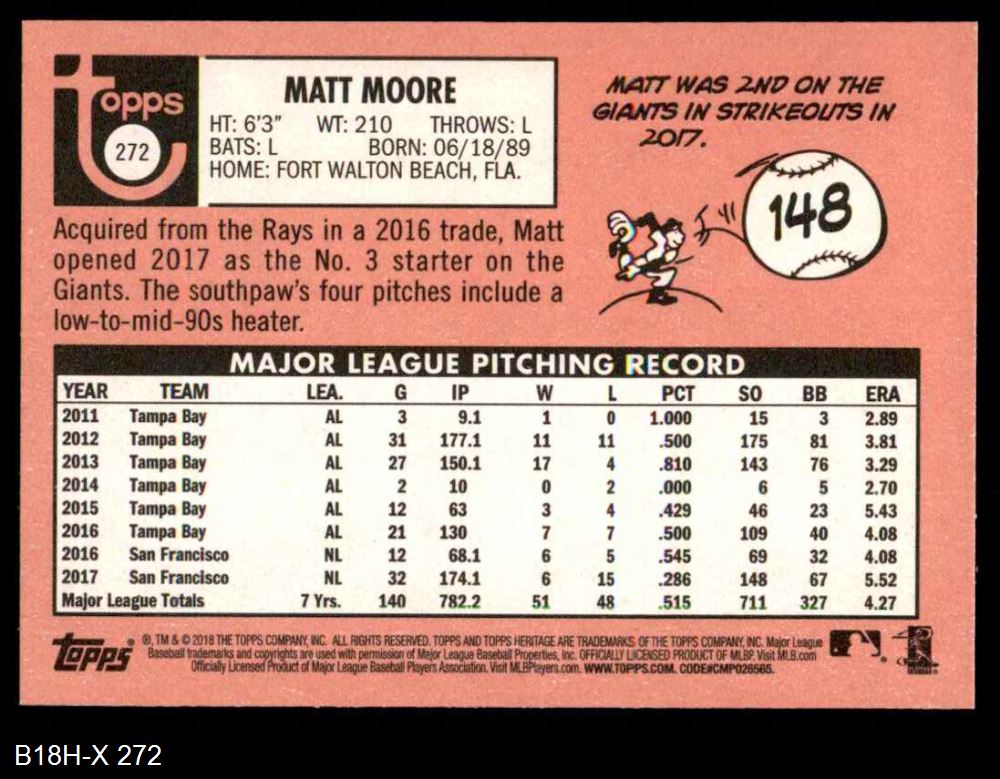 Topps
272
MATT MOORE
HT: 6'3" WT: 210 THROWS: L
BATS: L BORN: 06/18/89
HOME: FORT WALTON BEACH, FLA.
MATT WAS 2ND ON THE
GIANTS IN STRIKEOUTS IN
2017.
148
Acquired from the Rays in a 2016 trade, Matt
opened 2017 as the No. 3 starter on the
Giants. The southpaw's four pitches include a
low-to-mid-90s heater.
MAJOR LEAGUE PITCHING RECORD
YEAR TEAM LEA. G IP W L PCT SO BB ERA
2011 Tampa Bay AL 3 9.1 1 0 1.000 15 3 2.89
2012 Tampa Bay AL 31 177.1 11 11 .500 175 81 3.81
2013 Tampa Bay AL 27 150.1 17 4 .810 143 76 3.29
2014 Tampa Bay AL 2 10 0 2 .000 6 5 2.70
2015 Tampa Bay AL 12 63 3 4 .429 46 23 5.43
2016 Tampa Bay AL 21 130 7 7 .500 109 40 4.08
2016 San Francisco NL 12 68.1 6 5 .545 69 32 4.08
2017 San Francisco NL 32 174.1 6 15 .286 148 67 5.52
Major League Totals 7 Yrs. 140 782.2 51 48 .515 711 327 4.27
Topps ®, TM & © 2018 THE TOPPS COMPANY, INC. ALL RIGHTS RESERVED. TOPPS AND TOPPS HERITAGE ARE TRADEMARKS OF THE TOPPS COMPANY, INC. Major League
Baseball trademarks and copyrights are used with permission of Major League Baseball Properties, Inc. OFFICIALLY LICENSED PRODUCT OF MLBP. Visit MLB.com
Officially Licensed Product of Major League Baseball Players Association. Visit MLBPlayers.com. WWW.TOPPS.COM. CODE#CMP026565.
B18H-X 272